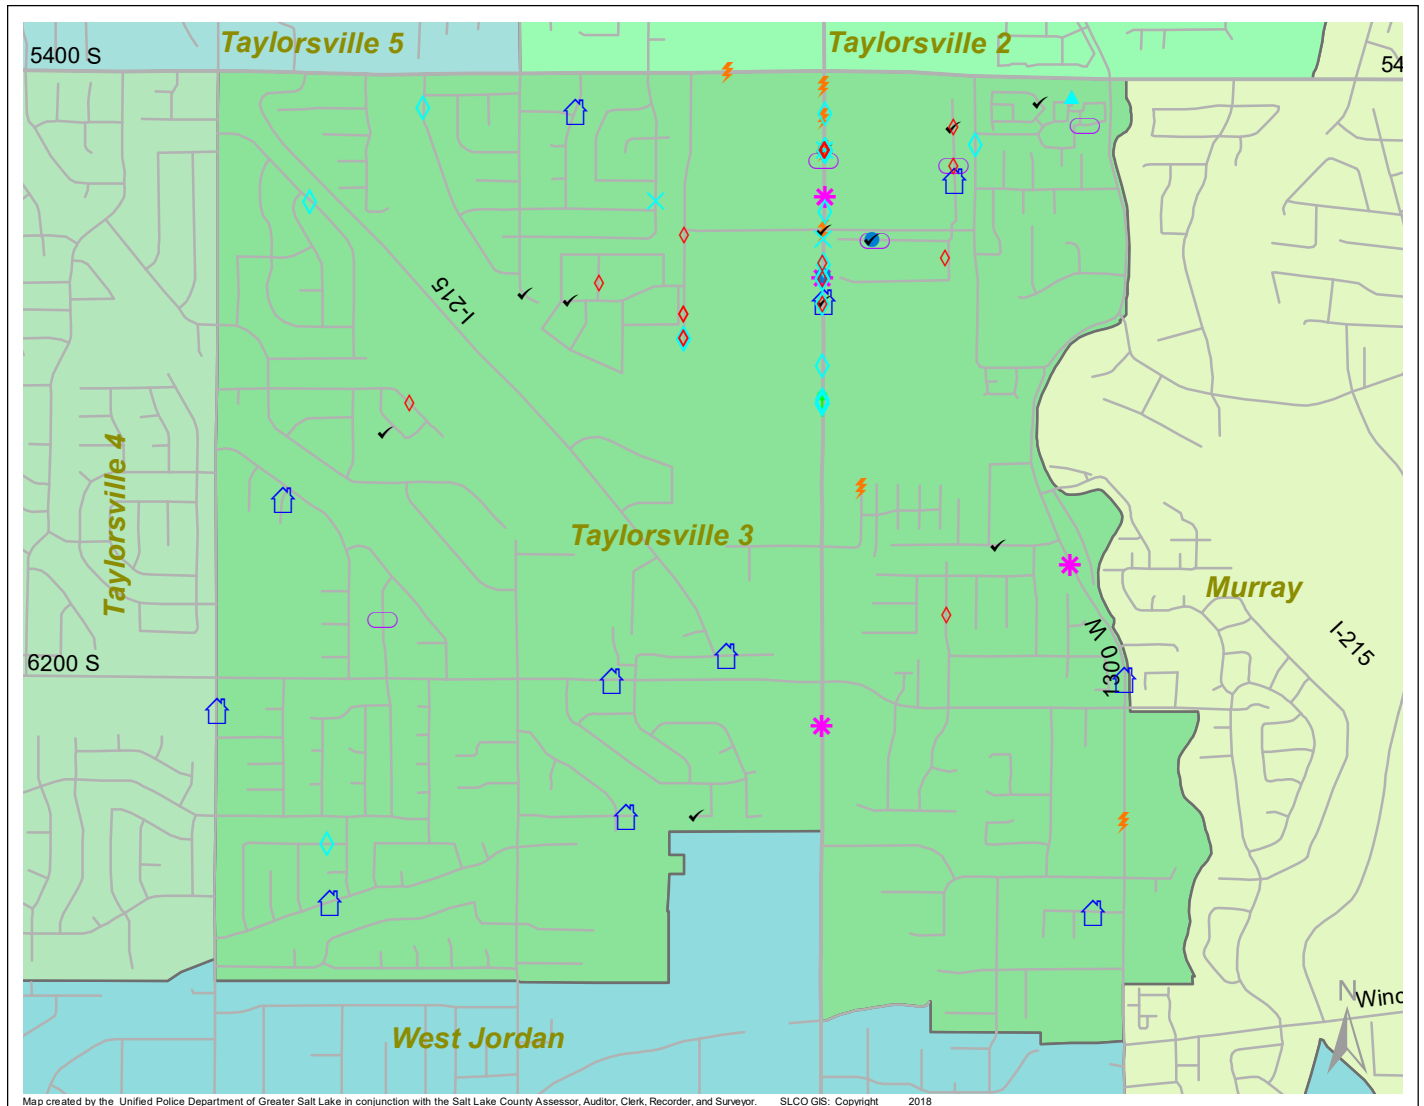 Taylorsville 5
Taylorsville 2
5400 S
54
I-215
Taylorsville 4
Taylorsville 3
Murray
I-215
1300 W
6200 S
N
Winc
West Jordan
Map created by the Unified Police Department of Greater Salt Lake in conjunction with the Salt Lake County Assessor, Auditor, Clerk, Recorder, and Surveyor. SLCO GIS: Copyright 2018